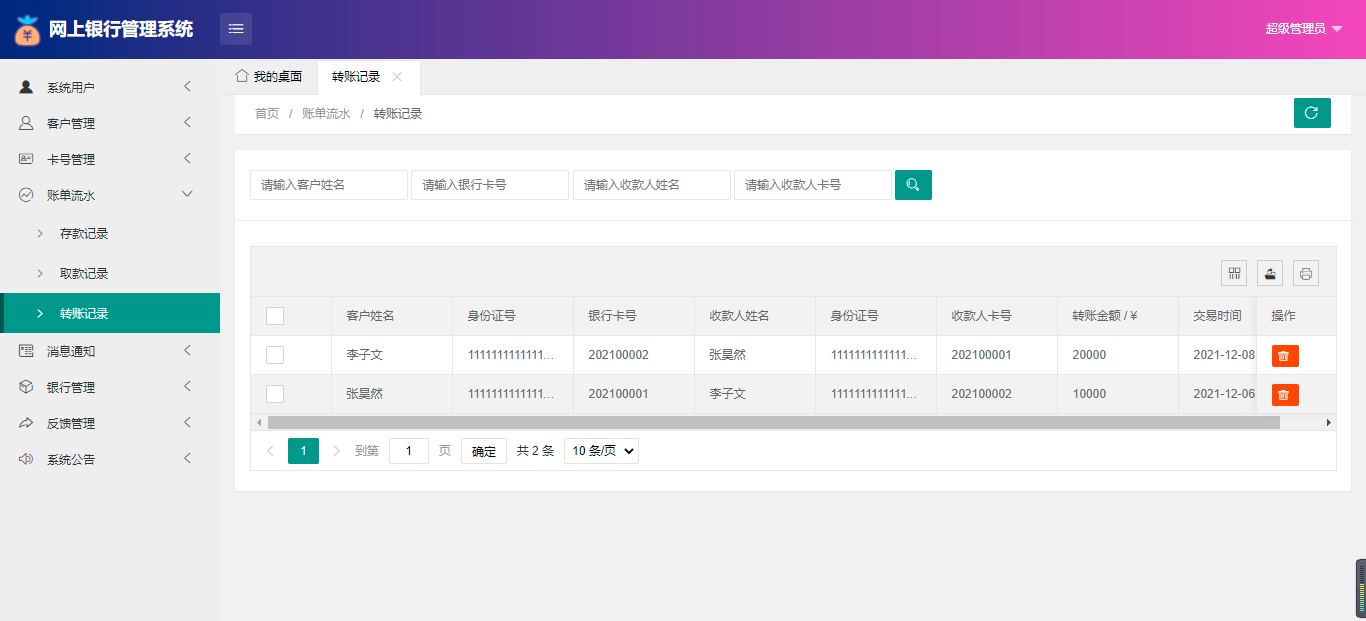 网上银行管理系统
超级管理员
系统用户
客户管理
卡号管理
账单流水
存款记录
取款记录
转账记录
消息通知
银行管理
反馈管理
系统公告
我的桌面 转账记录
首页 / 账单流水 / 转账记录
请输入客户姓名 请输入银行卡号 请输入收款人姓名 请输入收款人卡号
客户姓名 身份证号 银行卡号 收款人姓名 身份证号 收款人卡号 转账金额 / ¥ 交易时间 操作
李子文 1111111111111... 202100002 张昊然 1111111111111... 202100001 20000 2021-12-08
张昊然 1111111111111... 202100001 李子文 1111111111111... 202100002 10000 2021-12-06
1 到第 1 页 确定 共 2 条 10 条/页